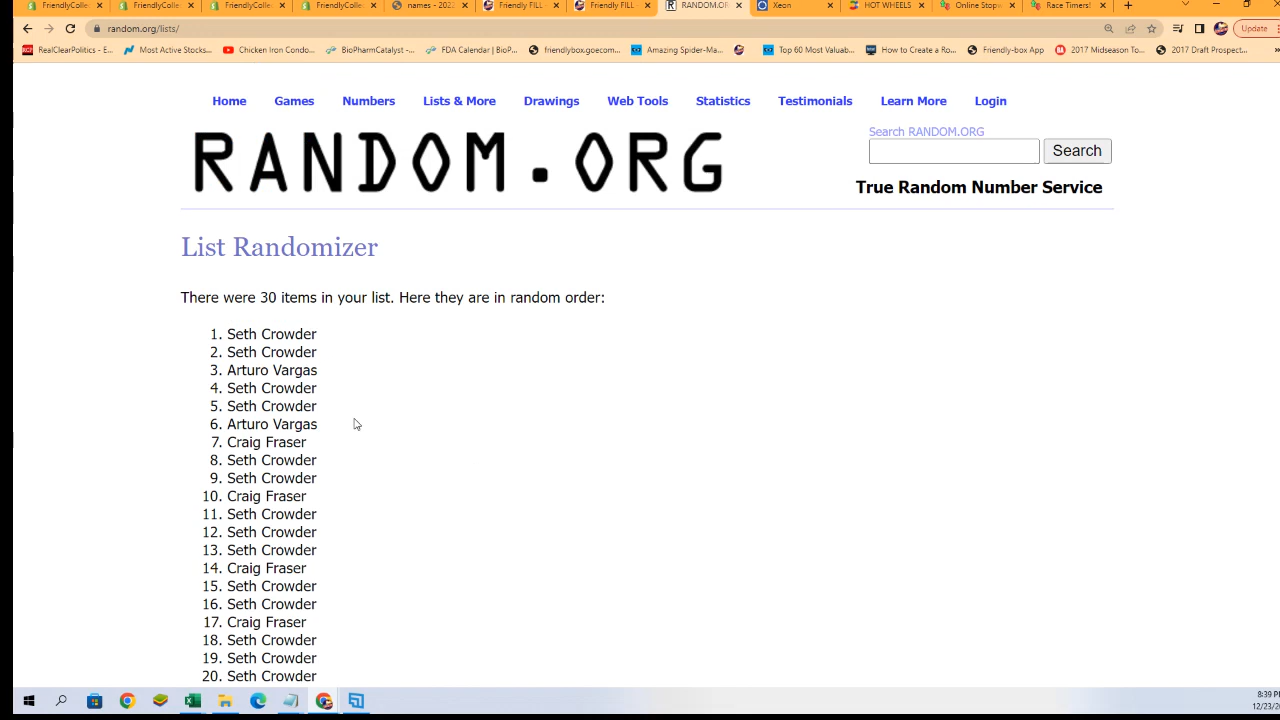 FriendlyColle
FriendlyColle
FriendlyColle
FriendlyColle
names - 202
Friendly FILL
Friendly FILL
RANDOM.OR
Xeon
HOT WHEELS
Online Stopw
Race Timers!
random.org/lists/
Update
RealClearPolitics - E...
Most Active Stocks...
Chicken Iron Condo...
BioPharmCatalyst -...
FDA Calendar | BioP...
friendlybox.goecom...
Amazing Spider-Ma...
Top 60 Most Valuab...
How to Create a Ro...
Friendly-box App
2017 Midseason To...
2017 Draft Prospect...
Home Games Numbers Lists & More Drawings Web Tools Statistics Testimonials Learn More Login
RANDOM.ORG
Search RANDOM.ORG
Search
True Random Number Service
List Randomizer
There were 30 items in your list. Here they are in random order:
1. Seth Crowder
2. Seth Crowder
3. Arturo Vargas
4. Seth Crowder
5. Seth Crowder
6. Arturo Vargas
7. Craig Fraser
8. Seth Crowder
9. Seth Crowder
10. Craig Fraser
11. Seth Crowder
12. Seth Crowder
13. Seth Crowder
14. Craig Fraser
15. Seth Crowder
16. Seth Crowder
17. Craig Fraser
18. Seth Crowder
19. Seth Crowder
20. Seth Crowder
8:39 P
12/23/2